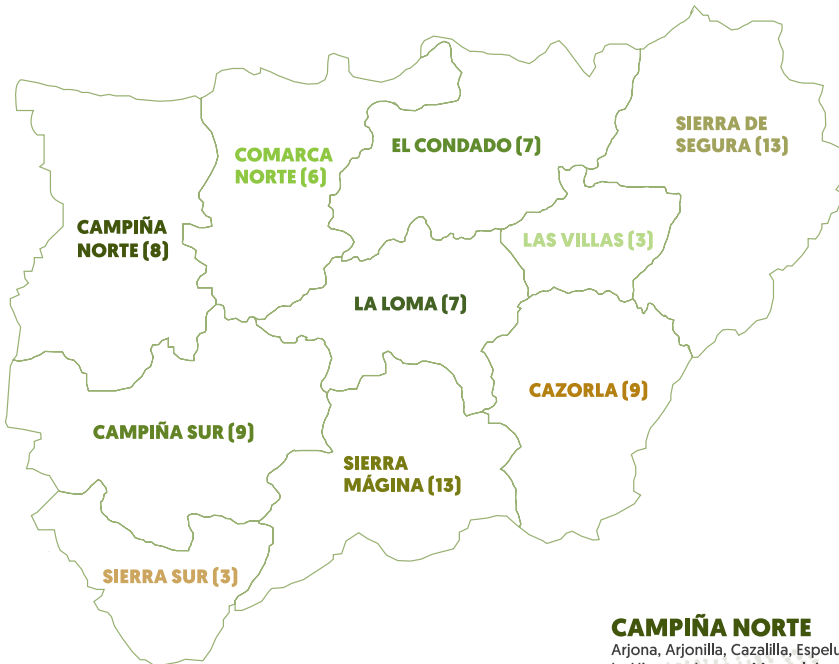 SIERRA DE
SEGURA (13)
EL CONDADO (7)
COMARCA
NORTE (6)
CAMPIÑA
NORTE (8)
LAS VILLAS (3)
LA LOMA (7)
CAZORLA (9)
CAMPIÑA SUR (9)
SIERRA
MÁGINA (13)
SIERRA SUR (3)
CAMPIÑA NORTE
Arjona, Arjonilla, Cazalilla, Espelu